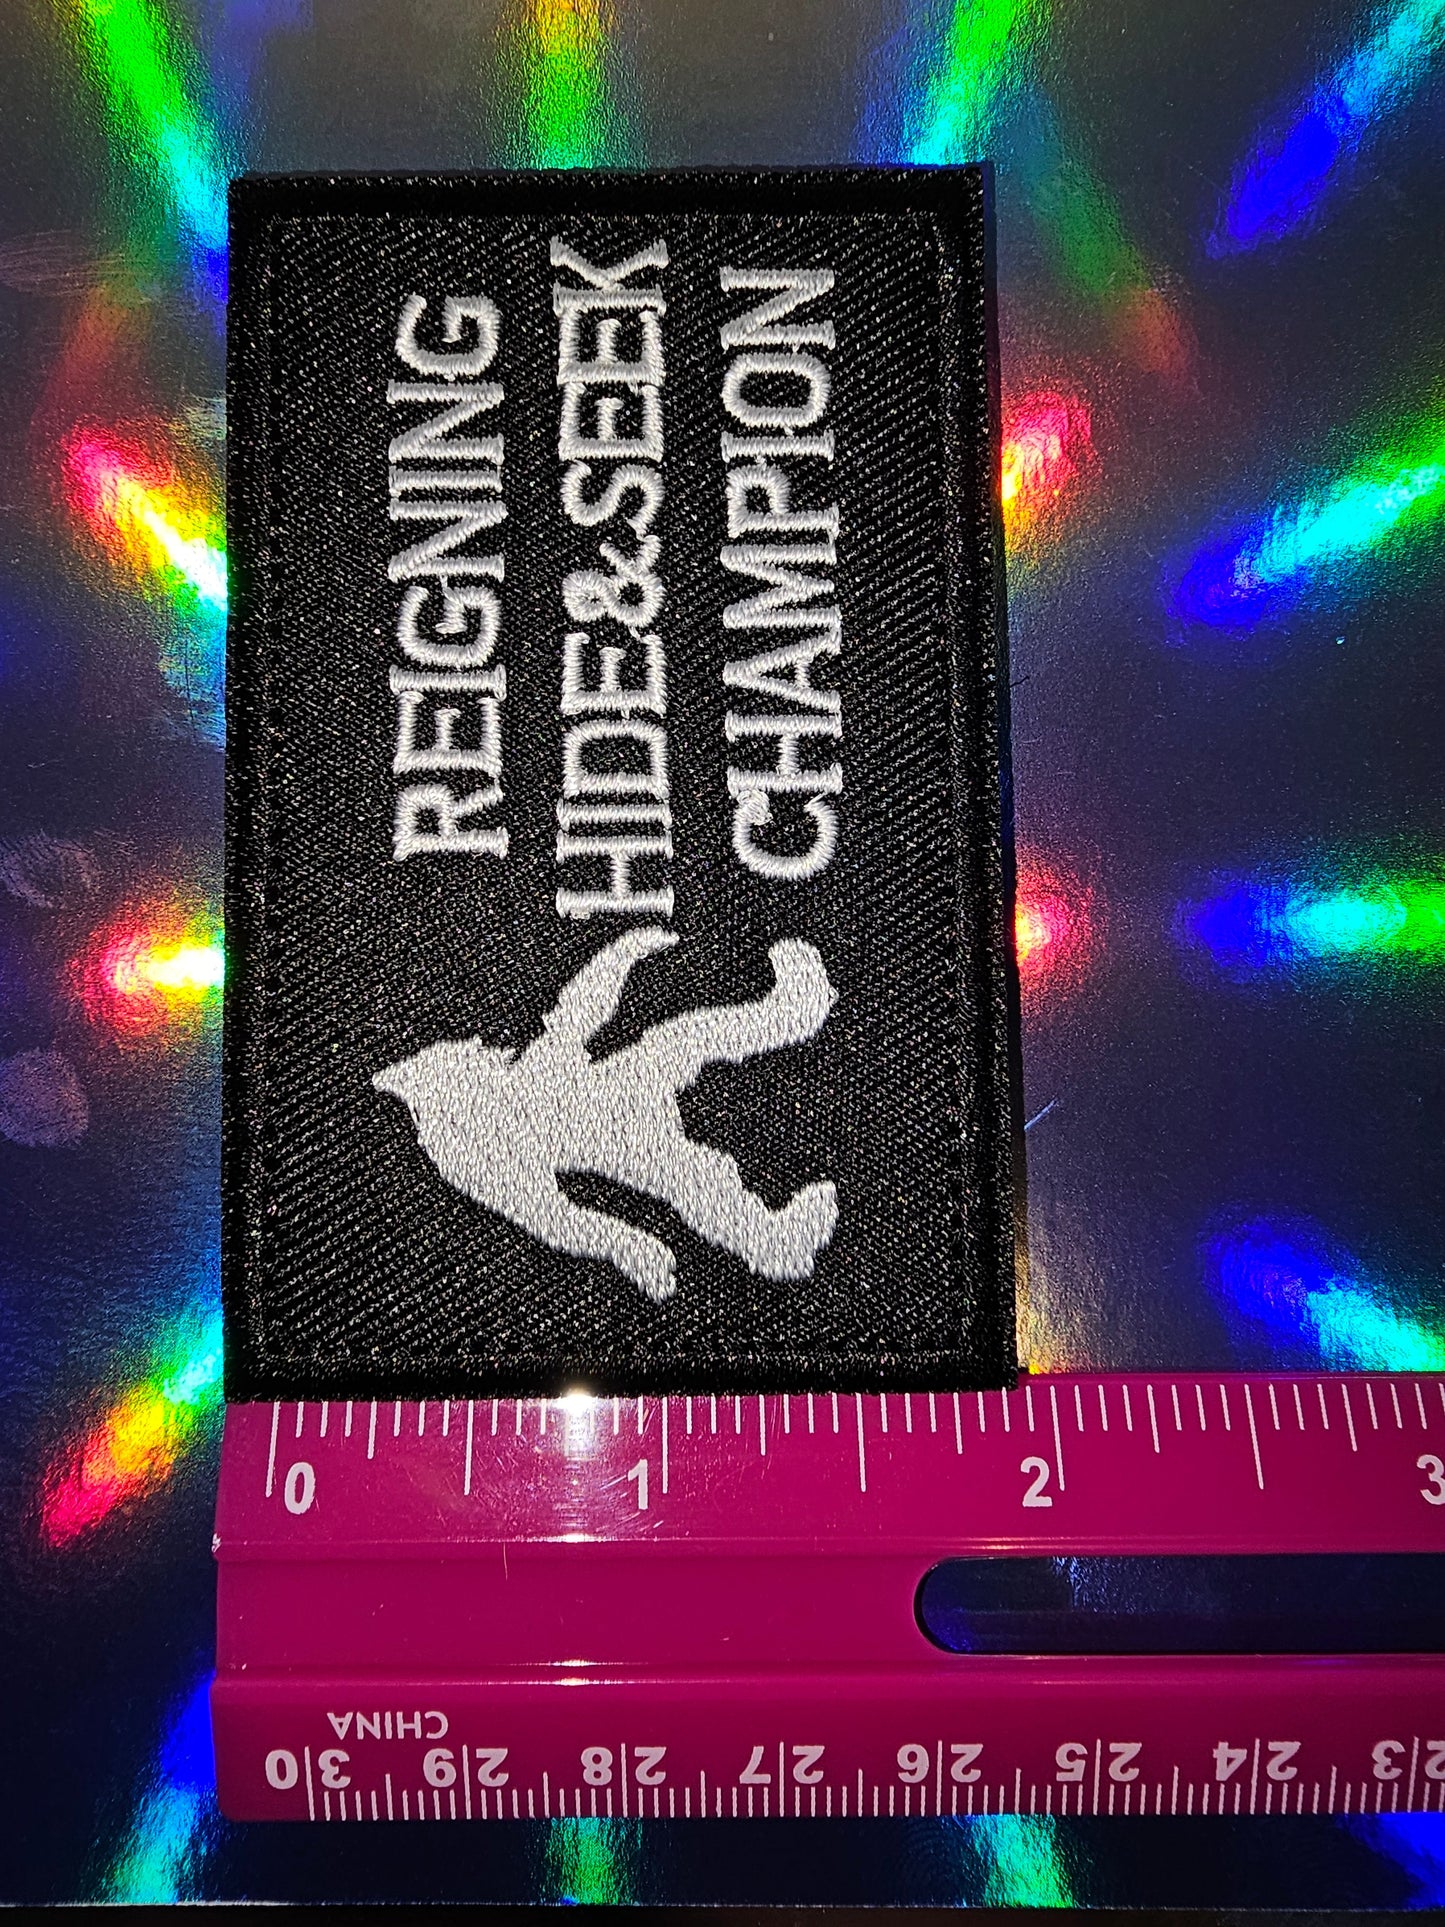 REIGNING
HIDE&SEEK
CHAMPION
0 1 2 3
CHINA
30 29 28 27 26 25 24 23